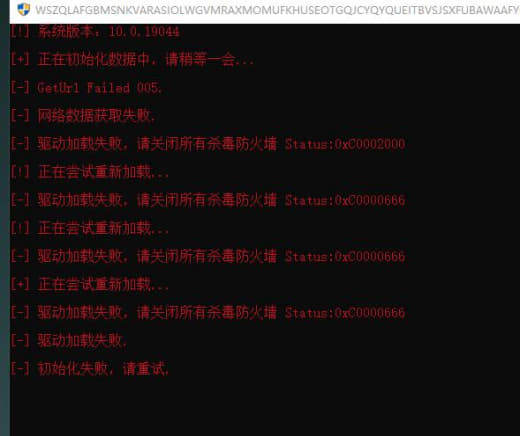 WSZQLAFGBMSNKVARASIOLWGVMRAXMOMUFKHUSEOTGQJCYQYQUEITBVSJSXFUBAWAAFY
[!] 系统版本: 10.0.19044
[+] 正在初始化数据中, 请稍等一会...
[-] GetUrl Failed 005.
[-] 网络数据获取失败.
[-] 驱动加载失败, 请关闭所有杀毒防火墙 Status:0xC0002000
[!] 正在尝试重新加载...
[-] 驱动加载失败, 请关闭所有杀毒防火墙 Status:0xC0000666
[!] 正在尝试重新加载...
[-] 驱动加载失败, 请关闭所有杀毒防火墙 Status:0xC0000666
[+] 正在尝试重新加载...
[-] 驱动加载失败, 请关闭所有杀毒防火墙 Status:0xC0000666
[-] 驱动加载失败.
[-] 初始化失败, 请重试.